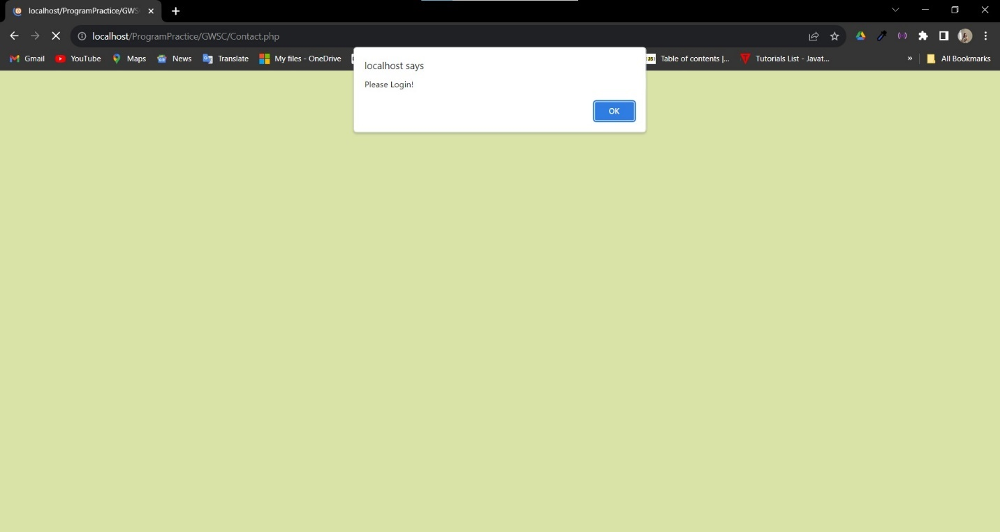 localhost/ProgramPractice/GWS
localhost/ProgramPractice/GWSC/Contact.php
Gmail YouTube Maps News Translate My files - OneDrive Table of contents |... Tutorials List - Javat... » All Bookmarks
localhost says
Please Login!
OK